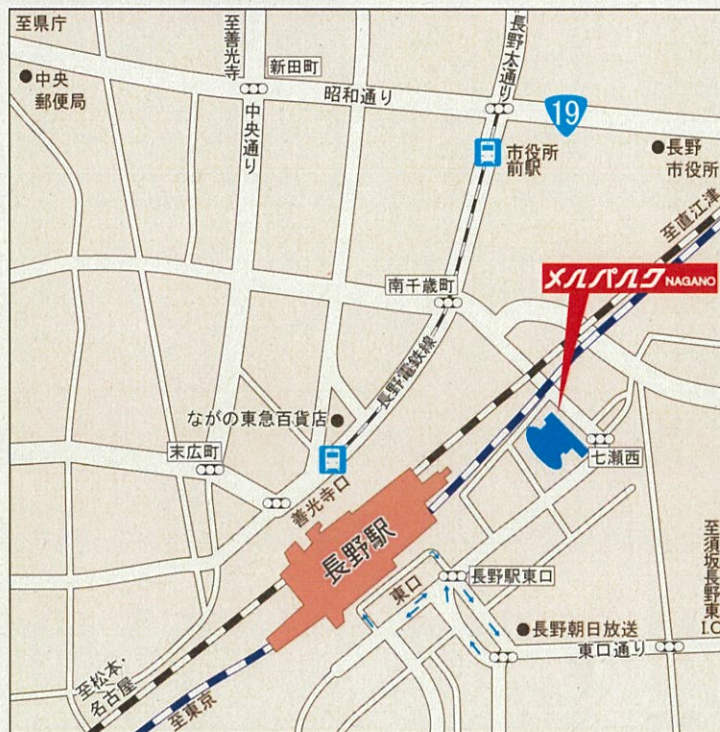 至県庁
至善光寺
長野大通り
新田町
中央
郵便局
昭和通り
中央通り
19
市役所
前駅
長野
市役所
至直江津
南千歳町
メルパルク NAGANO
長野電鉄線
ながの東急百貨店
末広町
七瀬西
善光寺口
長野駅
至須坂長野東I.C
東口
長野駅東口
長野朝日放送
東口通り
至松本・
名古屋
至東京